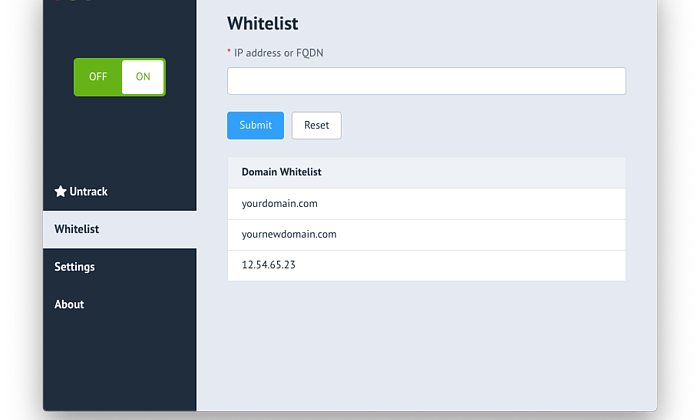 Whitelist
* IP address or FQDN
OFF ON
Submit Reset
Domain Whitelist
yourdomain.com
yournewdomain.com
12.54.65.23
Untrack
Whitelist
Settings
About